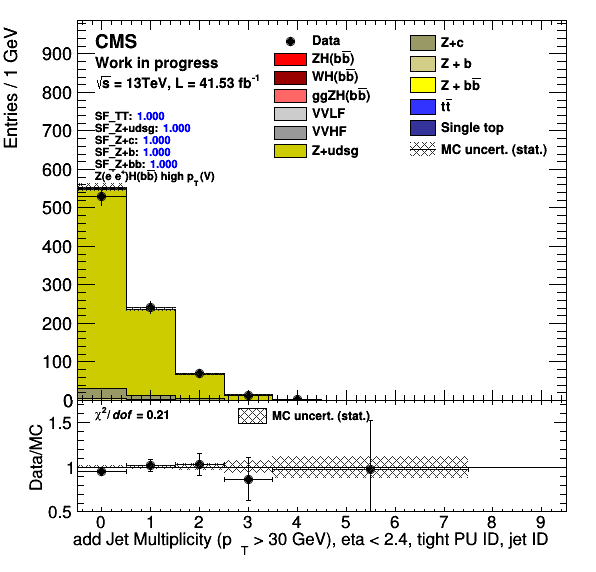 Entries / 1 GeV
900
800
700
600
500
400
300
200
100
0
CMS
Work in progress
√s = 13TeV, L = 41.53 fb⁻¹
SF_TT: 1.000
SF_Z+udsg: 1.000
SF_Z+c: 1.000
SF_Z+b: 1.000
SF_Z+bb: 1.000
Z(e⁻e⁺)H(bb̅) high p_T(V)
Data
ZH(bb̅)
WH(bb̅)
ggZH(bb̅)
VVLF
VVHF
Z+udsg
Z+c
Z + b
Z + bb̅
tt̅
Single top
MC uncert. (stat.)
Data/MC
1.5
1
0.5
χ²/dof = 0.21
MC uncert. (stat.)
0 1 2 3 4 5 6 7 8 9
add Jet Multiplicity (p_T > 30 GeV), eta < 2.4, tight PU ID, jet ID